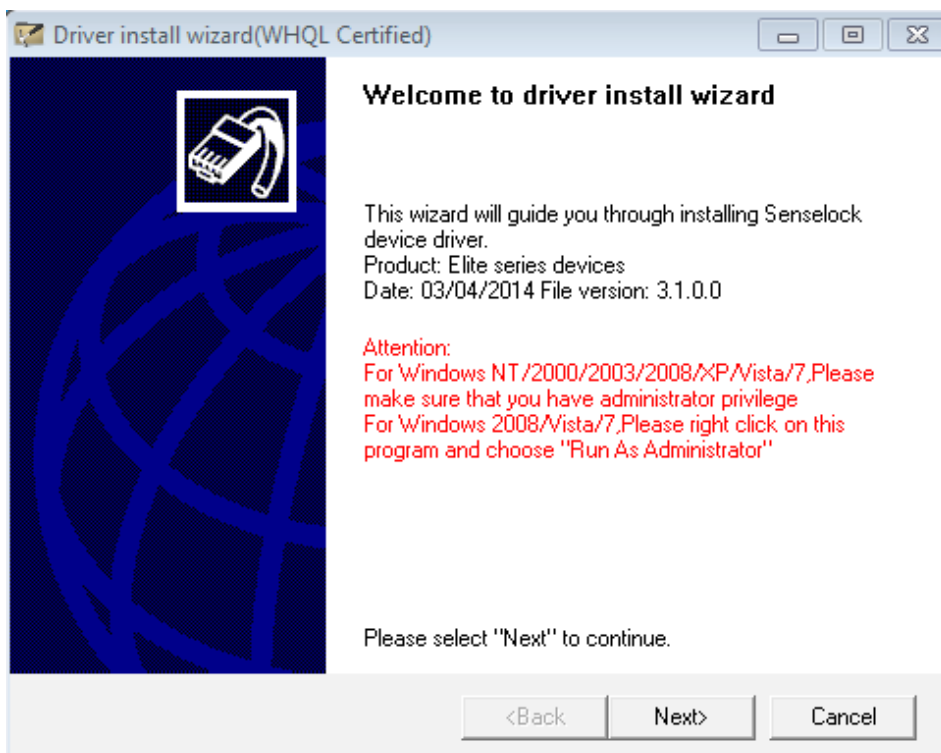 Driver install wizard(WHQL Certified)
Welcome to driver install wizard
This wizard will guide you through installing Senselock
device driver.
Product: Elite series devices
Date: 03/04/2014 File version: 3.1.0.0
Attention:
For Windows NT/2000/2003/2008/XP/Vista/7,Please
make sure that you have administrator privilege
For Windows 2008/Vista/7,Please right click on this
program and choose "Run As Administrator"
Please select "Next" to continue.
<Back
Next>
Cancel